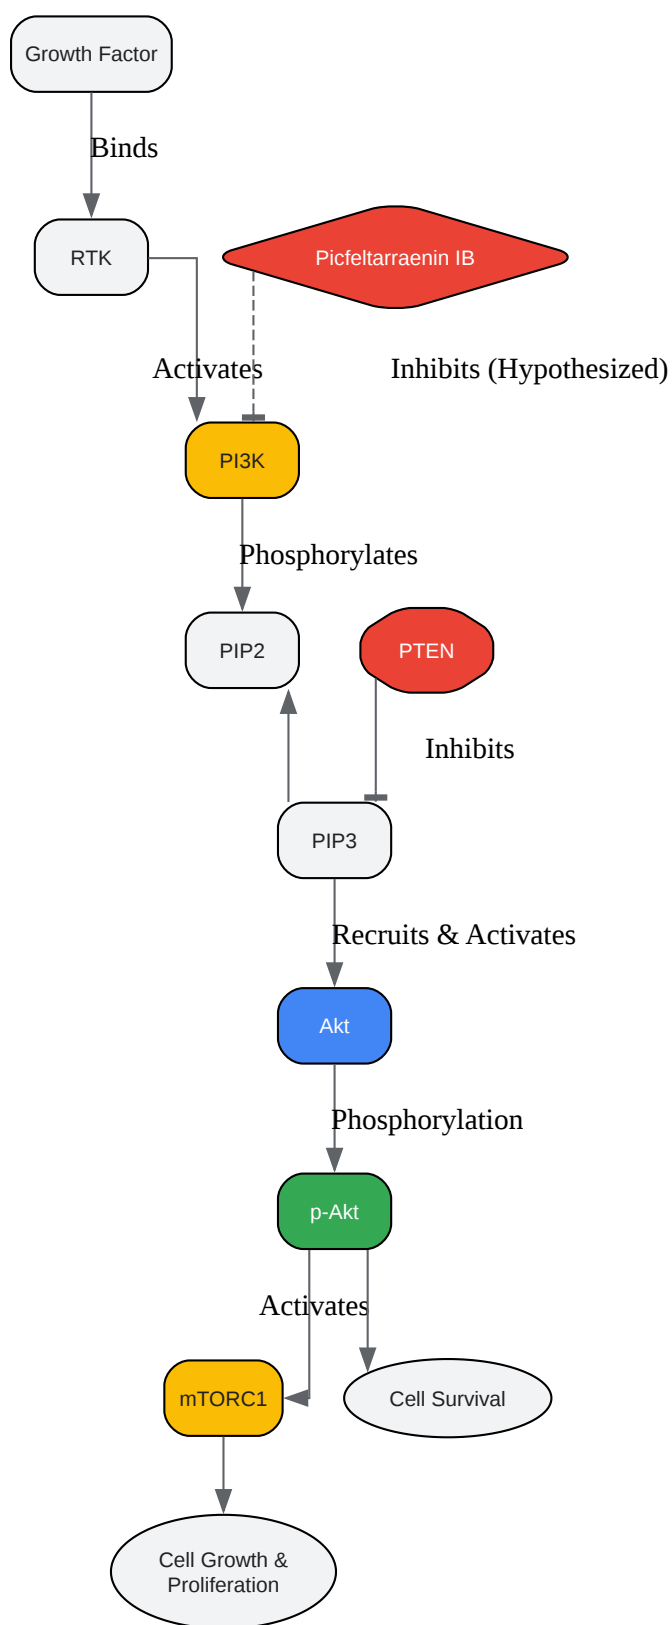 Growth Factor
Binds
RTK
Picfeltarraenin IB
Activates
Inhibits (Hypothesized)
PI3K
Phosphorylates
PIP2
PTEN
Inhibits
PIP3
Recruits & Activates
Akt
Phosphorylation
p-Akt
Activates
mTORC1
Cell Survival
Cell Growth &
Proliferation